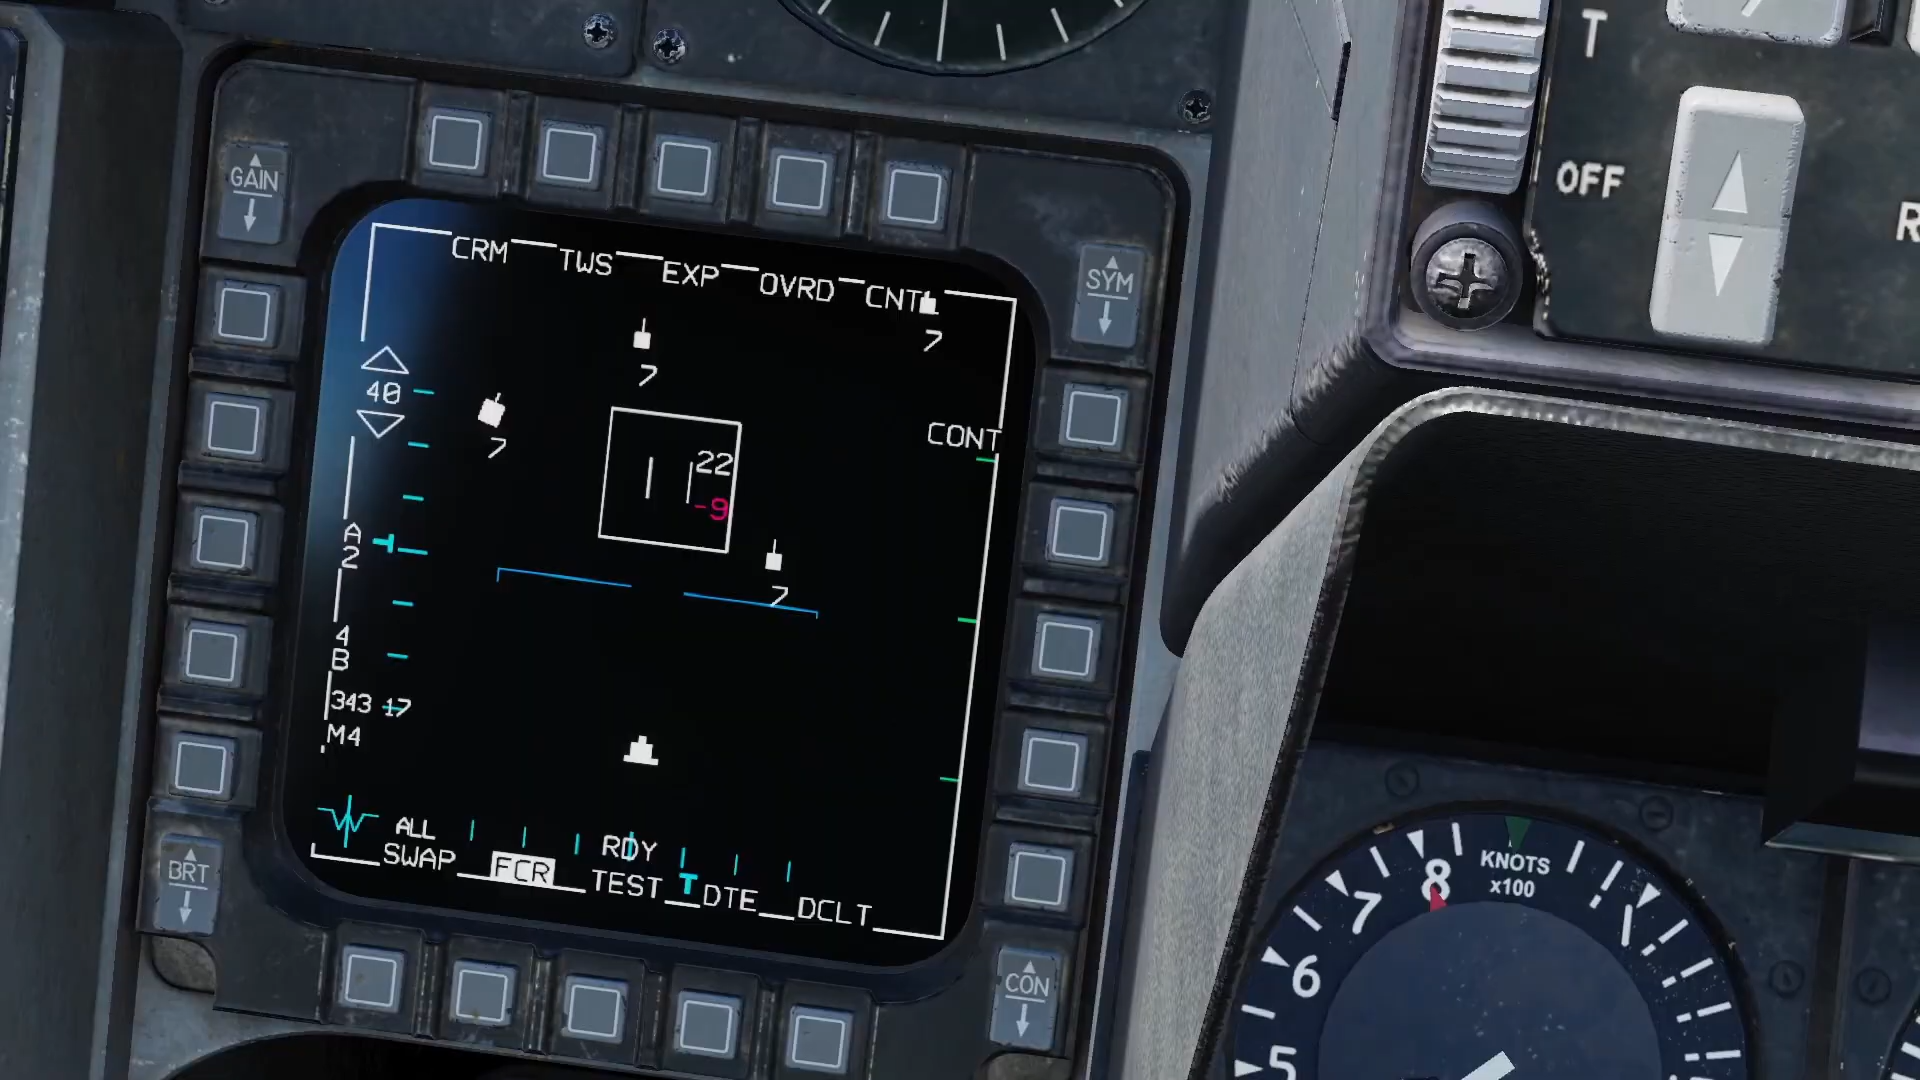 GAIN
SYM
BRT
CON
CRM TWS EXP OVRD CNTL
7
7
40
7
CONT
22
-9
A
2
7
4
B
343 17
M4
ALL
RDY
SWAP FCR TEST T DTE DCLT
T
OFF
R
KNOTS
x100
8
7
6
5
1